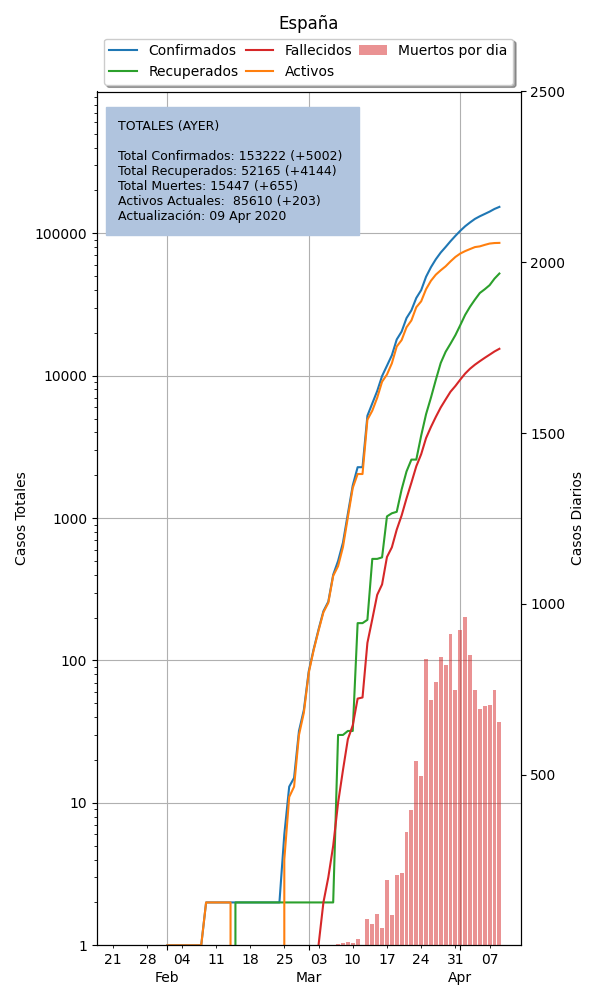 España
Confirmados Fallecidos Muertos por dia
Recuperados Activos
TOTALES (AYER)
Total Confirmados: 153222 (+5002)
Total Recuperados: 52165 (+4144)
Total Muertes: 15447 (+655)
Activos Actuales: 85610 (+203)
Actualización: 09 Apr 2020
100000
10000
1000
100
10
1
Casos Totales
2500
2000
1500
1000
500
Casos Diarios
21 28 04 11 18 25 03 10 17 24 31 07
Feb Mar Apr